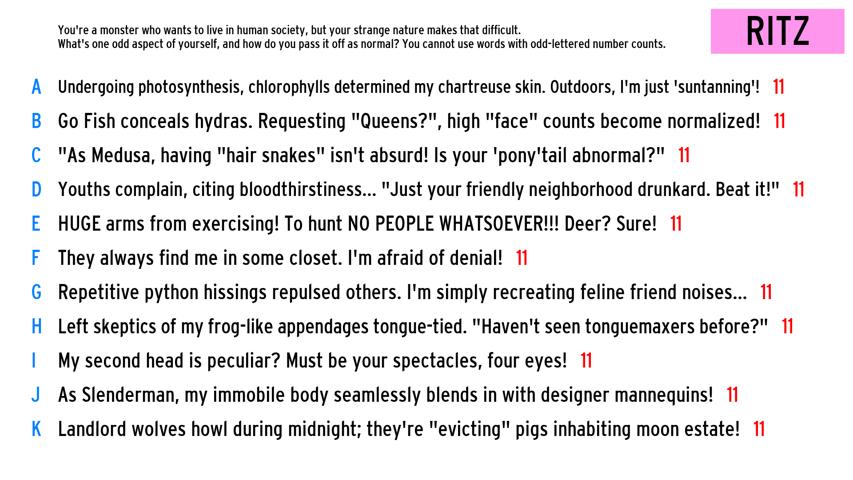 You're a monster who wants to live in human society, but your strange nature makes that difficult.
What's one odd aspect of yourself, and how do you pass it off as normal? You cannot use words with odd-lettered number counts.
RITZ
A Undergoing photosynthesis, chlorophylls determined my chartreuse skin. Outdoors, I'm just 'suntanning'! 11
B Go Fish conceals hydras. Requesting "Queens?", high "face" counts become normalized! 11
C "As Medusa, having "hair snakes" isn't absurd! Is your 'pony'tail abnormal?" 11
D Youths complain, citing bloodthirstiness... "Just your friendly neighborhood drunkard. Beat it!" 11
E HUGE arms from exercising! To hunt NO PEOPLE WHATSOEVER!!! Deer? Sure! 11
F They always find me in some closet. I'm afraid of denial! 11
G Repetitive python hissings repulsed others. I'm simply recreating feline friend noises... 11
H Left skeptics of my frog-like appendages tongue-tied. "Haven't seen tonguemaxers before?" 11
I My second head is peculiar? Must be your spectacles, four eyes! 11
J As Slenderman, my immobile body seamlessly blends in with designer mannequins! 11
K Landlord wolves howl during midnight; they're "evicting" pigs inhabiting moon estate! 11